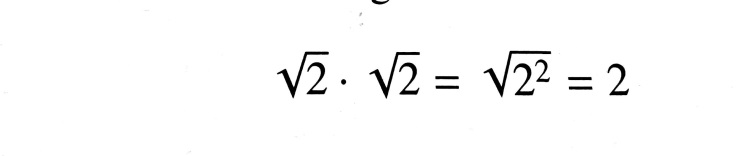 √2 · √2 = √2² = 2